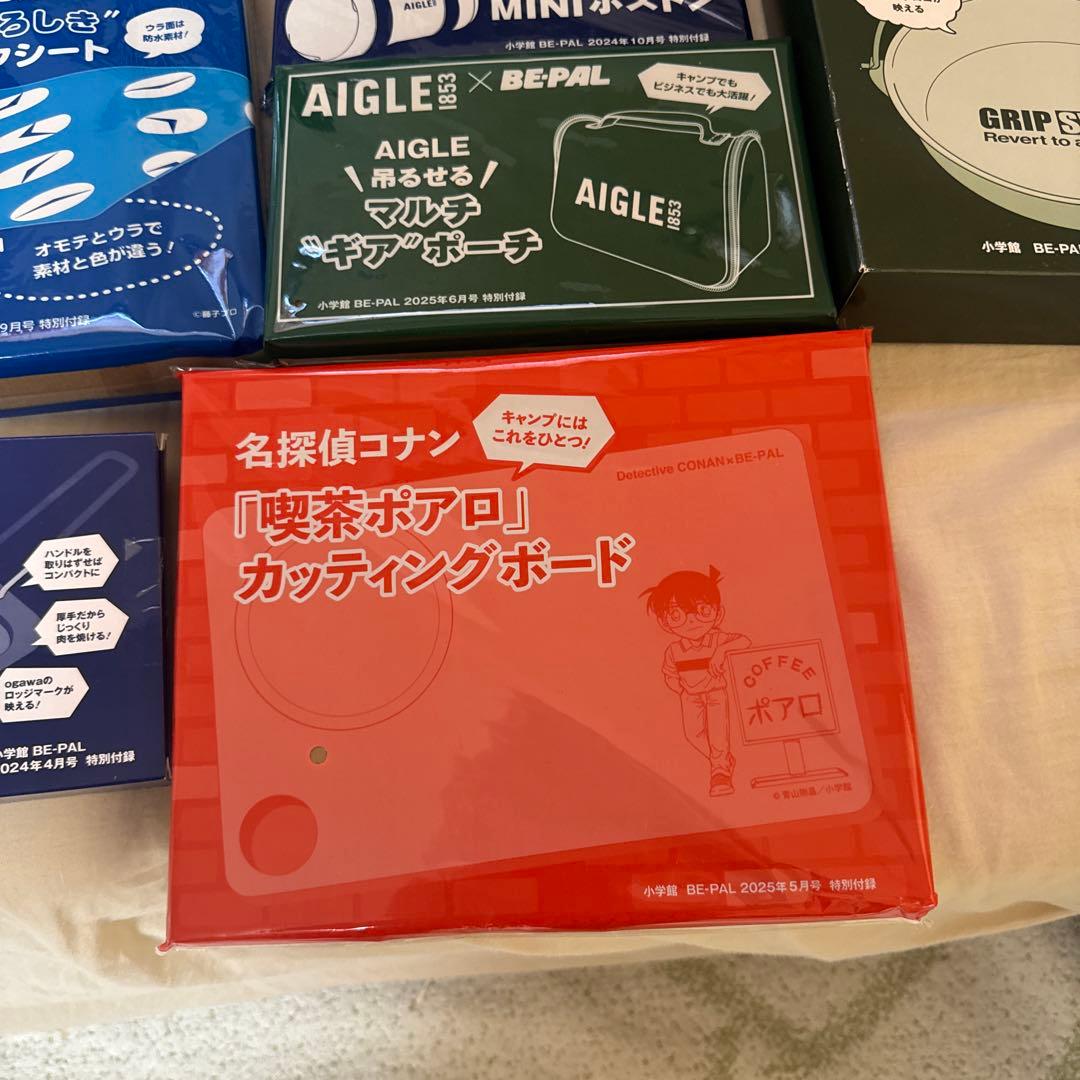 ろしき"
クシート
ウラ面は
防水素材!
オモテとウラで
素材と色が違う!
9月号 特別付録
©藤子プロ
AIGLE
MINIボストン
小学館 BE-PAL 2024年10月号 特別付録
AIGLE 1853 × BE-PAL
キャンプでも
ビジネスでも大活躍!
AIGLE
吊るせる
マルチ
"ギア"ポーチ
AIGLE 1853
小学館 BE-PAL 2025年6月号 特別付録
映える
GRIP S
Revert to a
小学館 BE-PA
ハンドルを
取りはずせば
コンパクトに
厚手だから
じっくり
肉を焼ける!
ogawaの
ロッジマークが
映える!
小学館 BE-PAL
2024年4月号 特別付録
名探偵コナン
キャンプには
これをひとつ!
Detective CONAN×BE-PAL
「喫茶ポアロ」
カッティングボード
COFFEE
ポアロ
©青山剛昌/小学館
小学館 BE-PAL 2025年5月号 特別付録